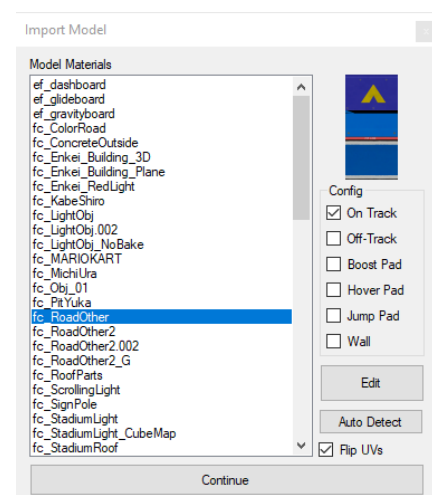 Import Model
x
Model Materials
ef_dashboard
ef_glideboard
ef_gravityboard
fc_ColorRoad
fc_ConcreteOutside
fc_Enkei_Building_3D
fc_Enkei_Building_Plane
fc_Enkei_RedLight
fc_KabeShiro
fc_LightObj
fc_LightObj.002
fc_LightObj_NoBake
fc_MARIOKART
fc_MichiUra
fc_Obj_01
fc_PitYuka
fc_RoadOther
fc_RoadOther2
fc_RoadOther2.002
fc_RoadOther2_G
fc_RoofParts
fc_ScrollingLight
fc_SignPole
fc_StadiumLight
fc_StadiumLight_CubeMap
fc_StadiumRoof
Config
On Track
Off-Track
Boost Pad
Hover Pad
Jump Pad
Wall
Edit
Auto Detect
Flip UVs
Continue